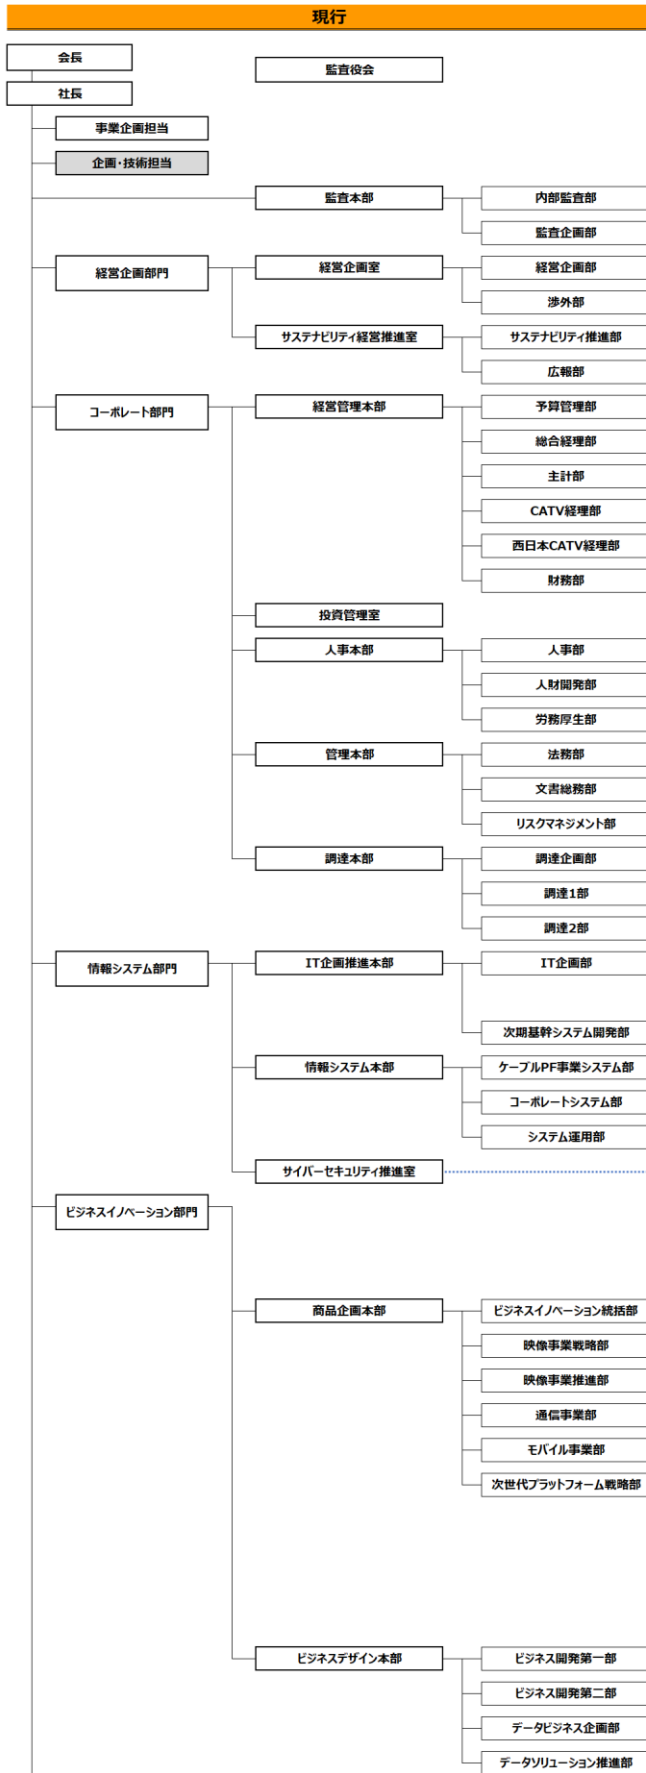 現行
会長
監査役会
社長
事業企画担当
企画・技術担当
監査本部
内部監査部
監査企画部
経営企画部門
経営企画室
経営企画部
渉外部
サステナビリティ経営推進室
サステナビリティ推進部
広報部
コーポレート部門
経営管理本部
予算管理部
総合経理部
主計部
CATV経理部
西日本CATV経理部
財務部
投資管理室
人事本部
人事部
人財開発部
労務厚生部
管理本部
法務部
文書総務部
リスクマネジメント部
調達本部
調達企画部
調達1部
調達2部
情報システム部門
IT企画推進本部
IT企画部
次期基幹システム開発部
情報システム本部
ケーブルPF事業システム部
コーポレートシステム部
システム運用部
サイバーセキュリティ推進室
ビジネスイノベーション部門
商品企画本部
ビジネスイノベーション統括部
映像事業戦略部
映像事業推進部
通信事業部
モバイル事業部
次世代プラットフォーム戦略部
ビジネスデザイン本部
ビジネス開発第一部
ビジネス開発第二部
データビジネス企画部
データソリューション推進部